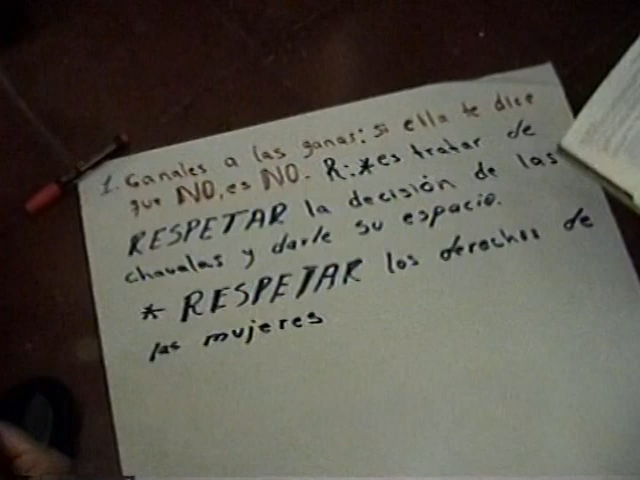 1. Ganales a las ganas: si ella te dice
que NO, es NO. R: *es tratar de
RESPETAR la decisión de las
chavalas y darle su espacio.
* RESPETAR los derechos de
las mujeres